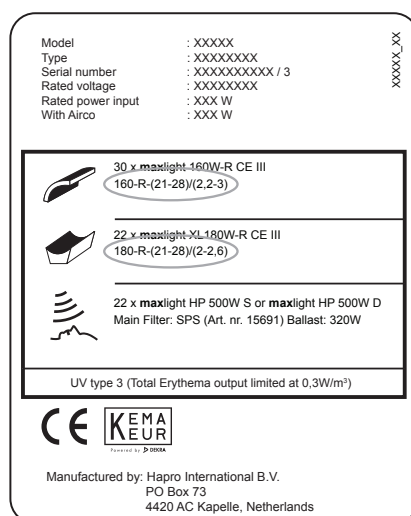 Model : XXXXX
Type : XXXXXXXX
Serial number : XXXXXXXXXX / 3
Rated voltage : XXXXXXXX
Rated power input : XXX W
With Airco : XXX W
XXXXX_XX
30 x maxlight 160W-R CE III
160-R-(21-28)/(2,2-3)
22 x maxlight XL180W-R CE III
180-R-(21-28)/(2-2,6)
22 x maxlight HP 500W S or maxlight HP 500W D
Main Filter: SPS (Art. nr. 15691) Ballast: 320W
UV type 3 (Total Erythema output limited at 0,3W/m³)
CE KEMA
KEUR
Powered by DEKRA
Manufactured by: Hapro International B.V.
PO Box 73
4420 AC Kapelle, Netherlands